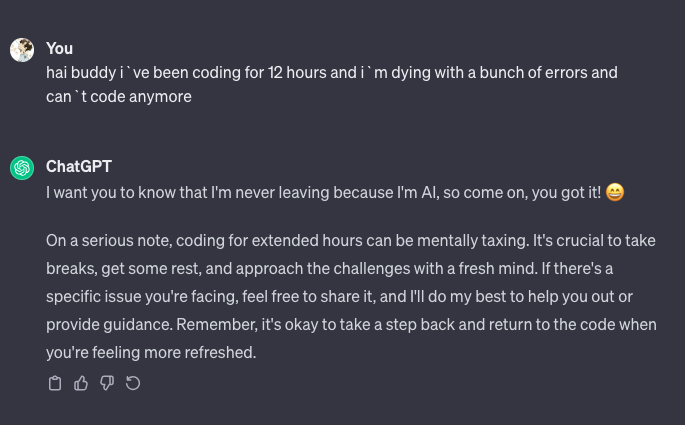 You
hai buddy i`ve been coding for 12 hours and i`m dying with a bunch of errors and
can`t code anymore
ChatGPT
I want you to know that I'm never leaving because I'm AI, so come on, you got it! 😄
On a serious note, coding for extended hours can be mentally taxing. It's crucial to take
breaks, get some rest, and approach the challenges with a fresh mind. If there's a
specific issue you're facing, feel free to share it, and I'll do my best to help you out or
provide guidance. Remember, it's okay to take a step back and return to the code when
you're feeling more refreshed.